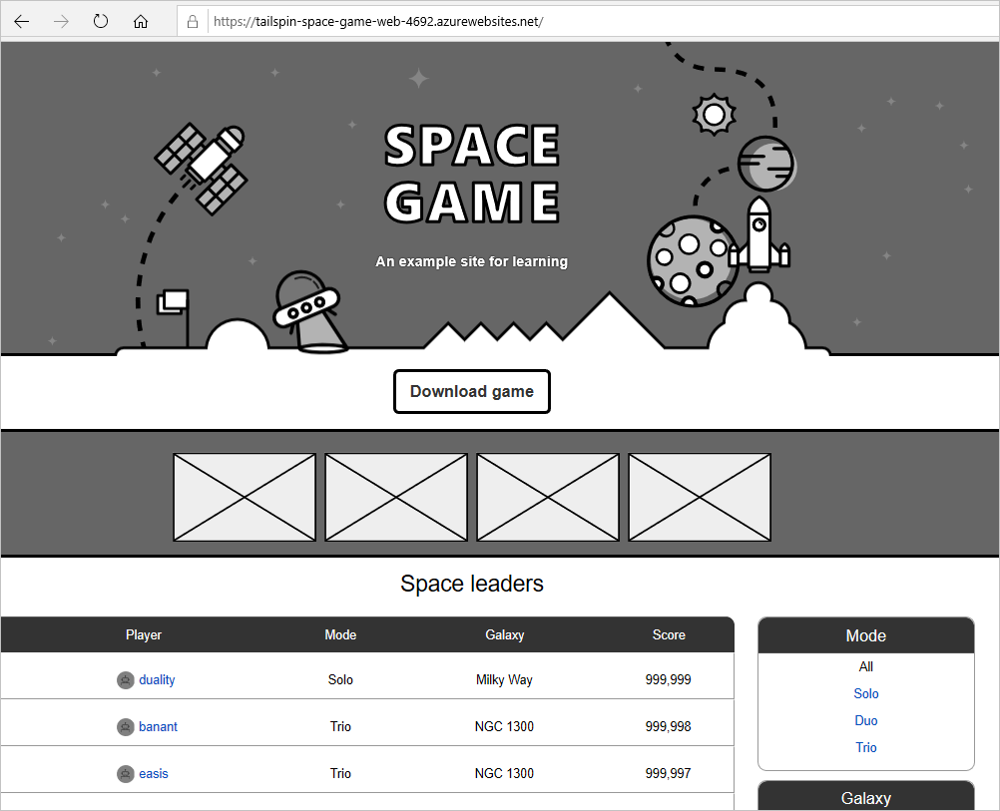 https://tailspin-space-game-web-4692.azurewebsites.net/
SPACE
GAME
An example site for learning
Download game
Space leaders
Player Mode Galaxy Score
duality Solo Milky Way 999,999
banant Trio NGC 1300 999,998
easis Trio NGC 1300 999,997
Mode
All
Solo
Duo
Trio
Galaxy